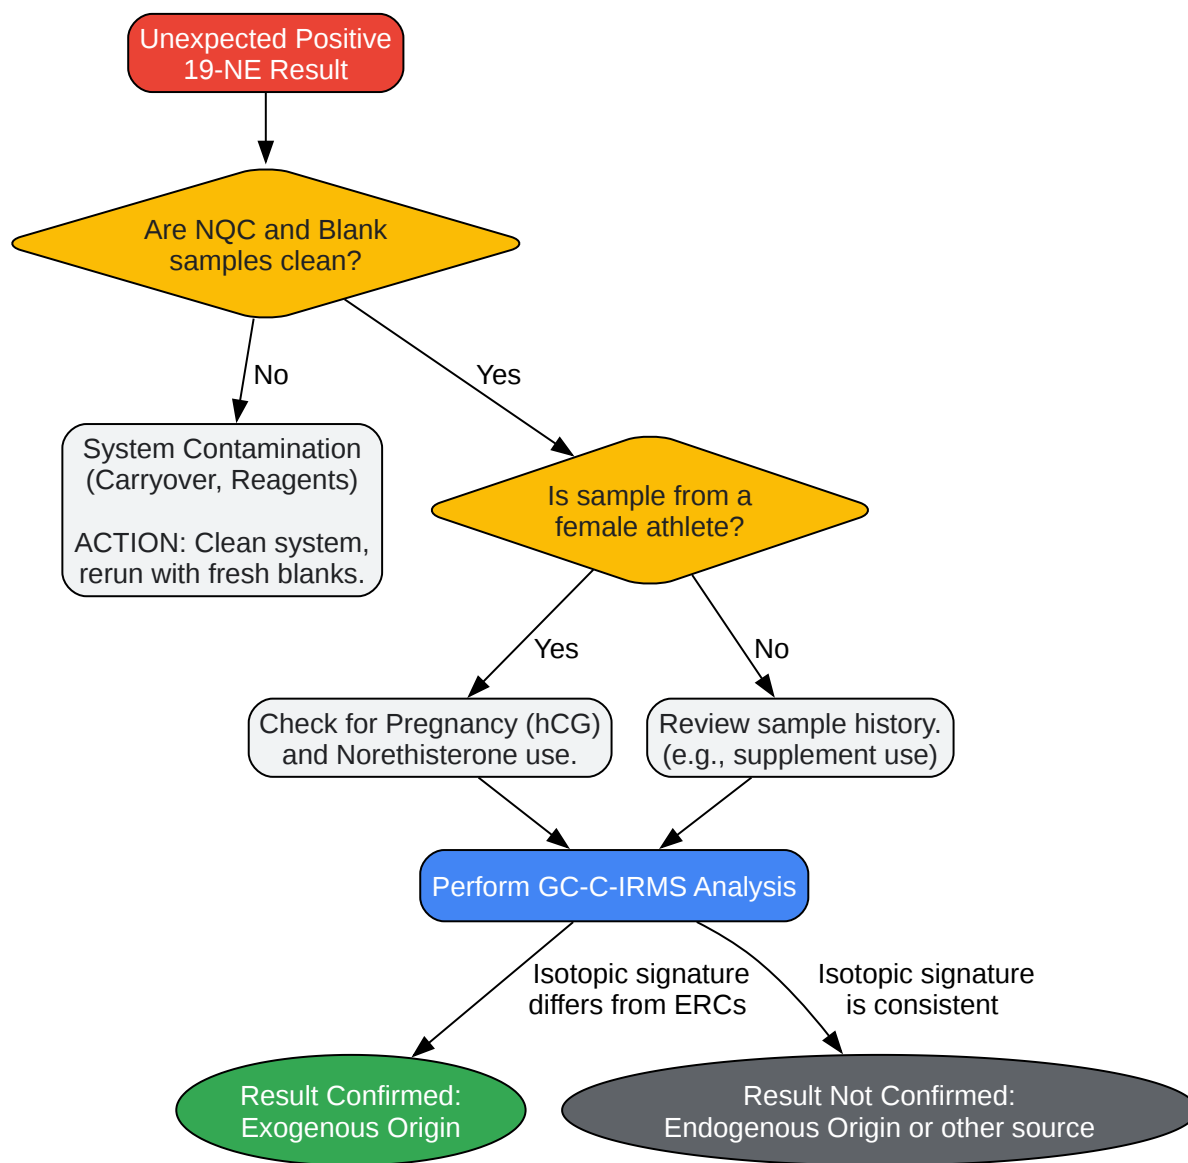 Unexpected Positive
19-NE Result
Are NQC and Blank
samples clean?
No
Yes
System Contamination
(Carryover, Reagents)
ACTION: Clean system,
rerun with fresh blanks.
Is sample from a
female athlete?
Yes
No
Check for Pregnancy (hCG)
and Norethisterone use.
Review sample history.
(e.g., supplement use)
Perform GC-C-IRMS Analysis
Isotopic signature
differs from ERCs
Isotopic signature
is consistent
Result Confirmed:
Exogenous Origin
Result Not Confirmed:
Endogenous Origin or other source